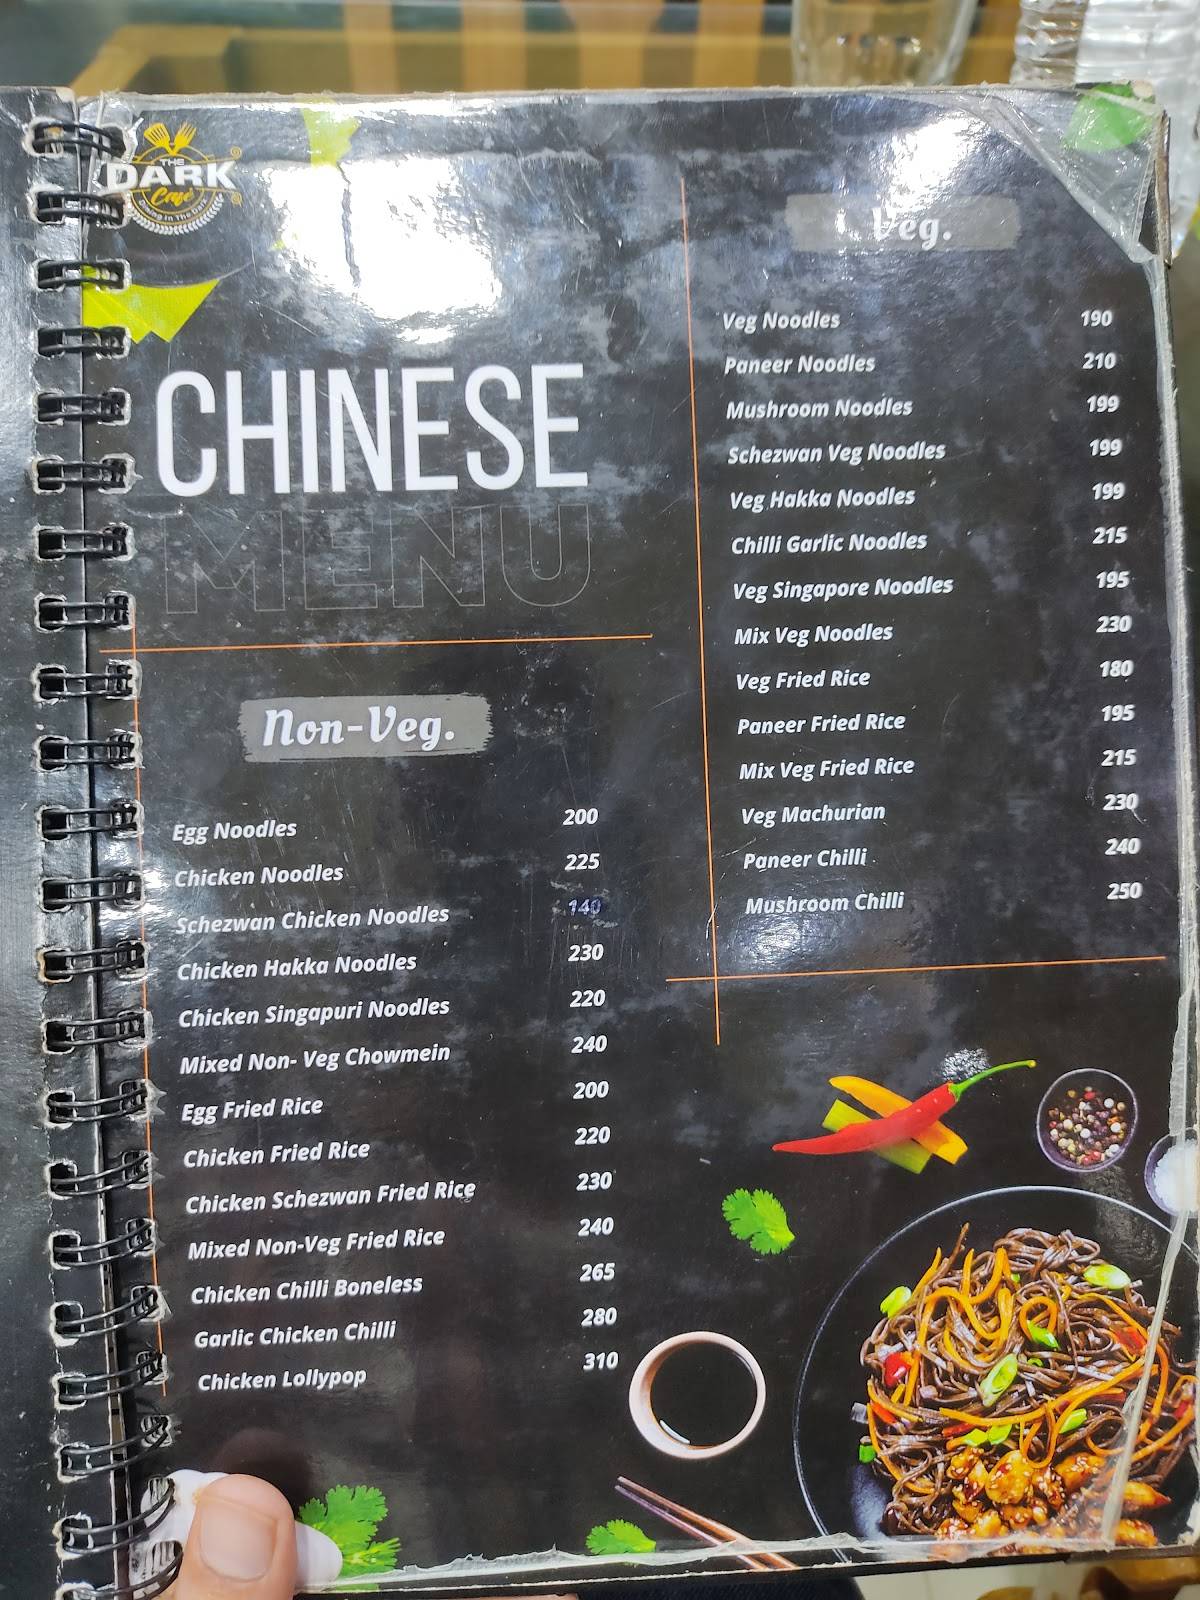 THE
DARK
Café
Dining In The Dark
CHINESE
MENU
Non-Veg.
Egg Noodles 200
Chicken Noodles 225
Schezwan Chicken Noodles 140
Chicken Hakka Noodles 230
Chicken Singapuri Noodles 220
Mixed Non- Veg Chowmein 240
Egg Fried Rice 200
Chicken Fried Rice 220
Chicken Schezwan Fried Rice 230
Mixed Non-Veg Fried Rice 240
Chicken Chilli Boneless 265
Garlic Chicken Chilli 280
Chicken Lollypop 310
Veg.
Veg Noodles 190
Paneer Noodles 210
Mushroom Noodles 199
Schezwan Veg Noodles 199
Veg Hakka Noodles 199
Chilli Garlic Noodles 215
Veg Singapore Noodles 195
Mix Veg Noodles 230
Veg Fried Rice 180
Paneer Fried Rice 195
Mix Veg Fried Rice 215
Veg Machurian 230
Paneer Chilli 240
Mushroom Chilli 250